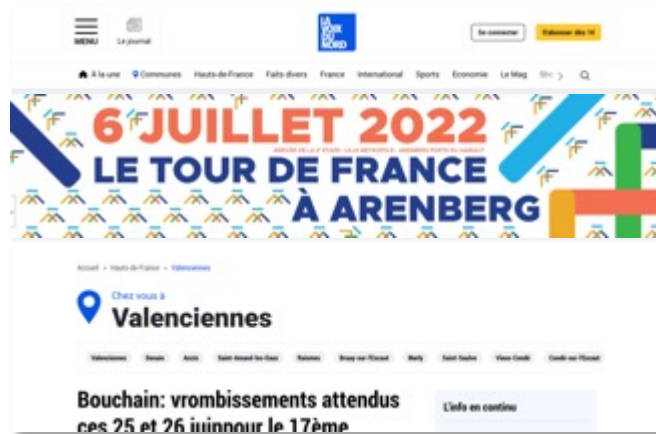 MENU
Le journal
LA VOIX DU NORD
Se connecter
S'abonner dès 1€
À la une
Communes
Hauts-de-France
Faits divers
France
International
Sports
Economie
Le Mag
6 JUILLET 2022
LE TOUR DE FRANCE
À ARENBERG
Accueil > Hauts-de-France > Valenciennes
Chez vous à
Valenciennes
Valenciennes
Denain
Anzin
Saint-Amand-les-Eaux
Raismes
Bruay-sur-l'Escaut
Marly
Saint-Saulve
Vieux-Condé
Condé-sur-l'Escaut
Bouchain: vrombissements attendus
ces 25 et 26 juinpour le 17ème
L'info en continu